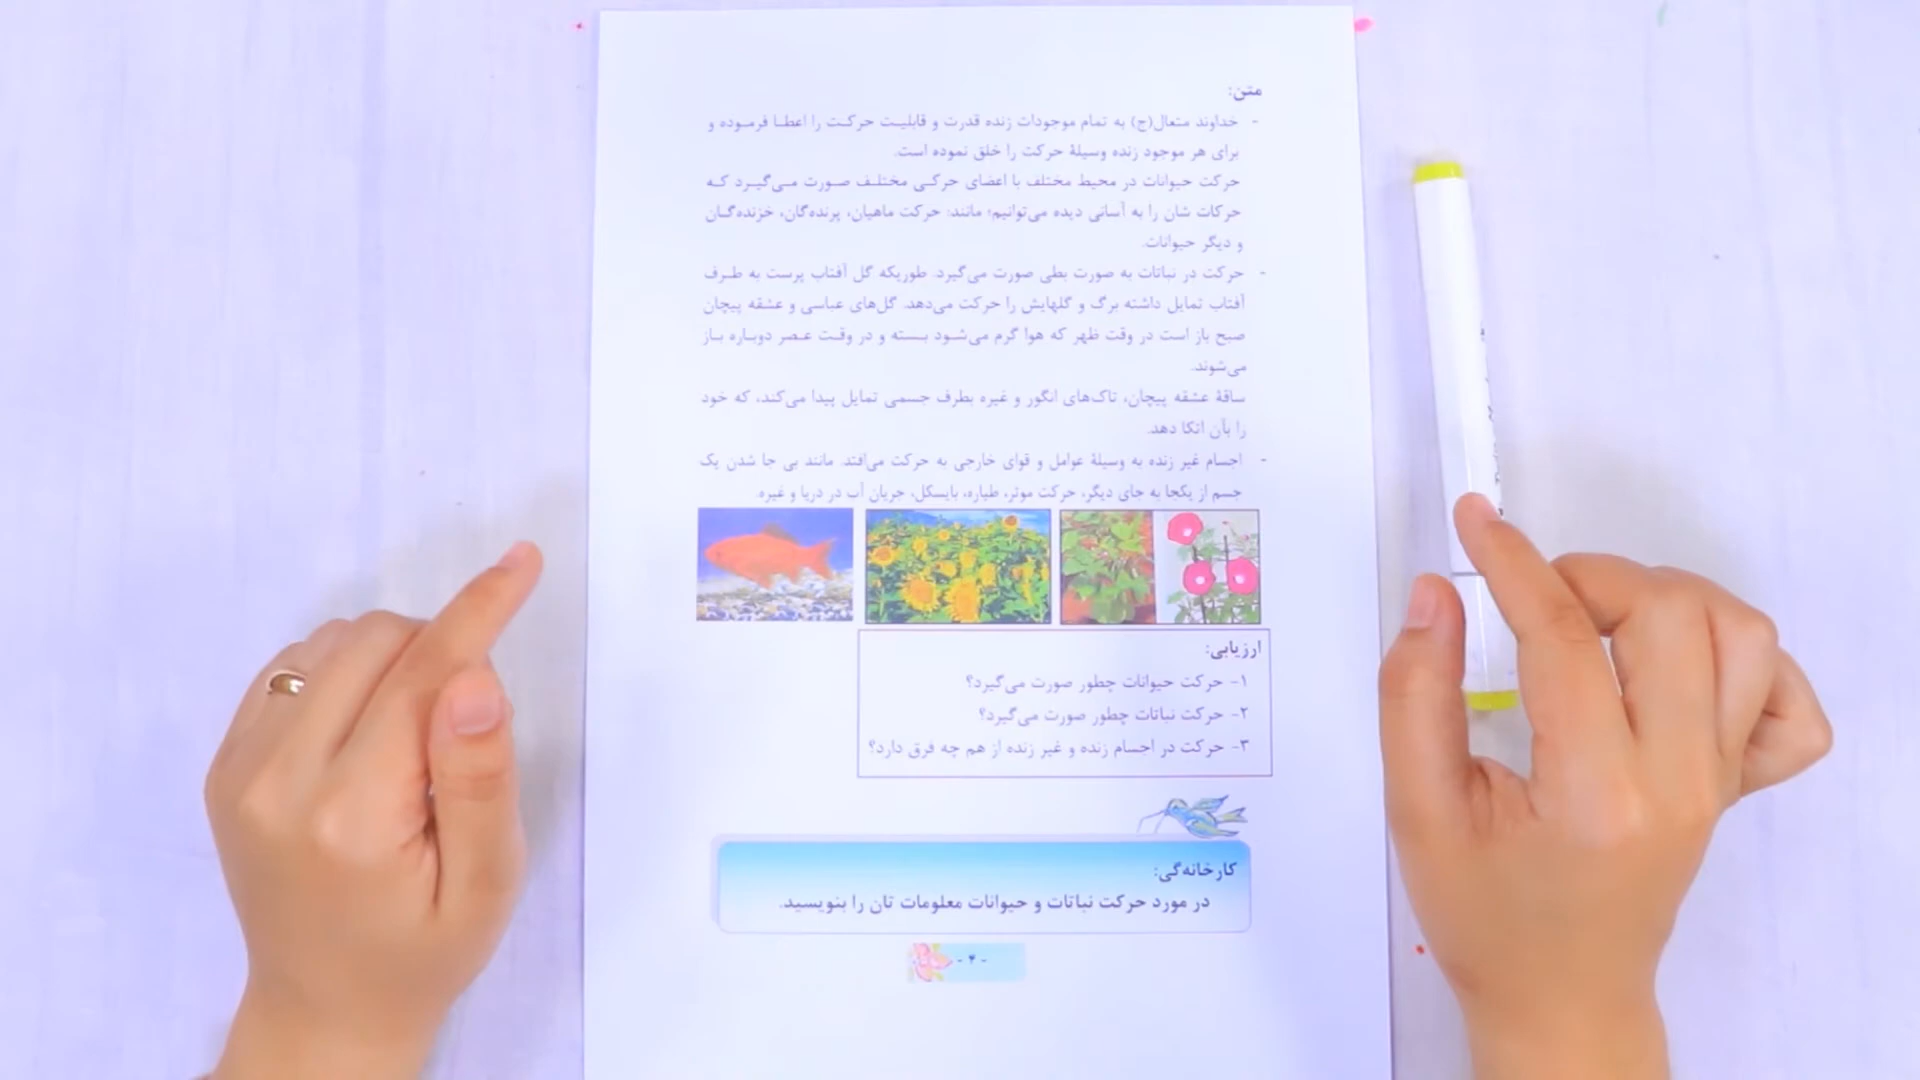 متن:
- خداوند متعال(ج) به تمام موجودات زنده قدرت و قابلیت حرکت را اعطا فرموده و
برای هر موجود زنده وسیلهٔ حرکت را خلق نموده است.
حرکت حیوانات در محیط مختلف با اعضای حرکی مختلف صورت می‌گیرد که
حرکات شان را به آسانی دیده می‌توانیم؛ مانند: حرکت ماهیان، پرنده‌گان، خزنده‌گان
و دیگر حیوانات.
- حرکت در نباتات به صورت بطی صورت می‌گیرد. طوریکه گل آفتاب پرست به طرف
آفتاب تمایل داشته برگ و گلهایش را حرکت می‌دهد. گل‌های عباسی و عشقه پیچان
صبح باز است در وقت ظهر که هوا گرم می‌شود بسته و در وقت عصر دوباره باز
می‌شوند.
ساقهٔ عشقه پیچان، تاک‌های انگور و غیره بطرف جسمی تمایل پیدا می‌کند، که خود
را بآن اتکا دهد.
- اجسام غیر زنده به وسیلهٔ عوامل و قوای خارجی به حرکت می‌افتد. مانند بی جا شدن یک
جسم از یکجا به جای دیگر، حرکت موتر، طیاره، بایسکل، جریان آب در دریا و غیره.
ارزیابی:
۱- حرکت حیوانات چطور صورت می‌گیرد؟
۲- حرکت نباتات چطور صورت می‌گیرد؟
۳- حرکت در اجسام زنده و غیر زنده از هم چه فرق دارد؟
کارخانه‌گی:
در مورد حرکت نباتات و حیوانات معلومات تان را بنویسید.
- ۴ -